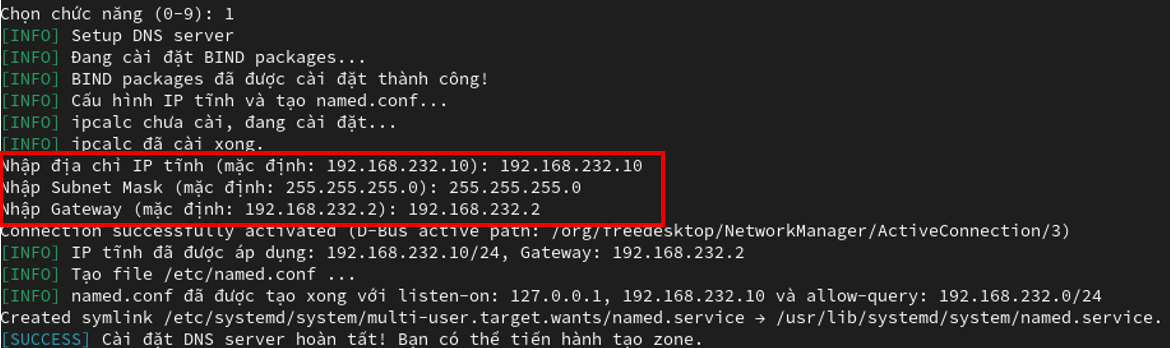 Chọn chức năng (0-9): 1
[INFO] Setup DNS server
[INFO] Đang cài đặt BIND packages...
[INFO] BIND packages đã được cài đặt thành công!
[INFO] Cấu hình IP tĩnh và tạo named.conf...
[INFO] ipcalc chưa cài, đang cài đặt...
[INFO] ipcalc đã cài xong.
Nhập địa chỉ IP tĩnh (mặc định: 192.168.232.10): 192.168.232.10
Nhập Subnet Mask (mặc định: 255.255.255.0): 255.255.255.0
Nhập Gateway (mặc định: 192.168.232.2): 192.168.232.2
Connection successfully activated (D-Bus active path: /org/freedesktop/NetworkManager/ActiveConnection/3)
[INFO] IP tĩnh đã được áp dụng: 192.168.232.10/24, Gateway: 192.168.232.2
[INFO] Tạo file /etc/named.conf ...
[INFO] named.conf đã được tạo xong với listen-on: 127.0.0.1, 192.168.232.10 và allow-query: 192.168.232.0/24
Created symlink /etc/systemd/system/multi-user.target.wants/named.service → /usr/lib/systemd/system/named.service.
[SUCCESS] Cài đặt DNS server hoàn tất! Bạn có thể tiến hành tạo zone.